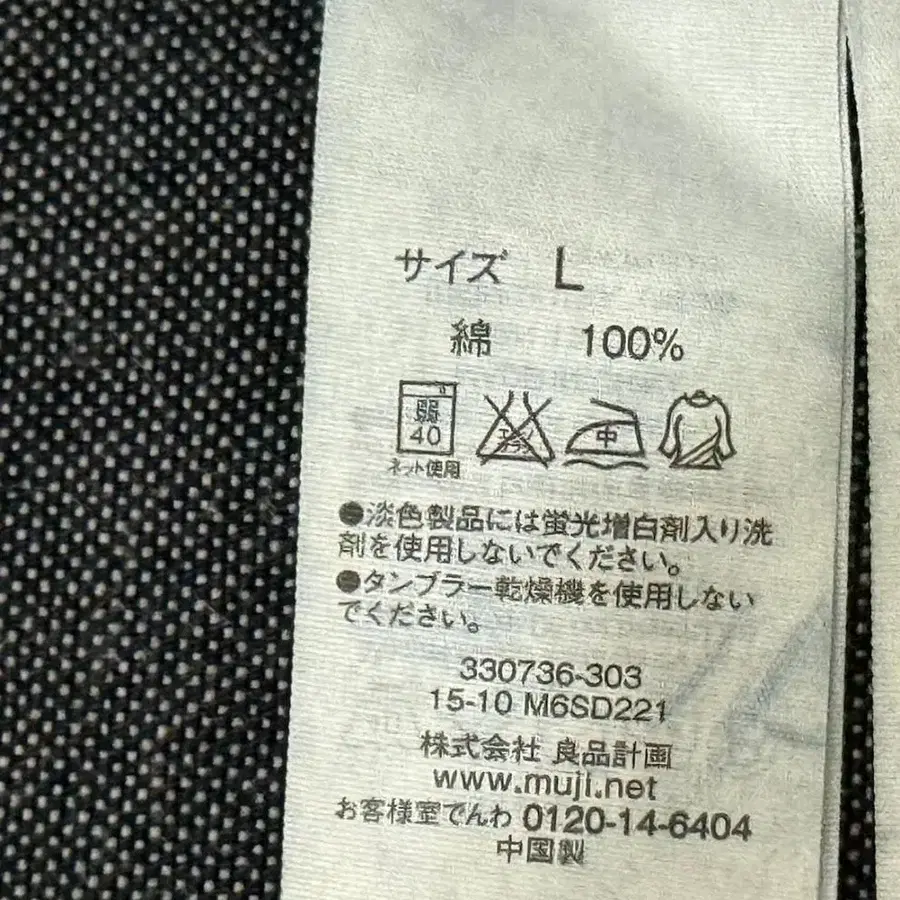 サイズ L
綿 100%
弱
40
中
ネット使用
●淡色製品には蛍光増白剤入り洗
剤を使用しないでください。
●タンブラー乾燥機を使用しない
でください。
330736-303
15-10 M6SD221
株式会社 良品計画
www.muji.net
お客様室でんわ 0120-14-6404
中国製